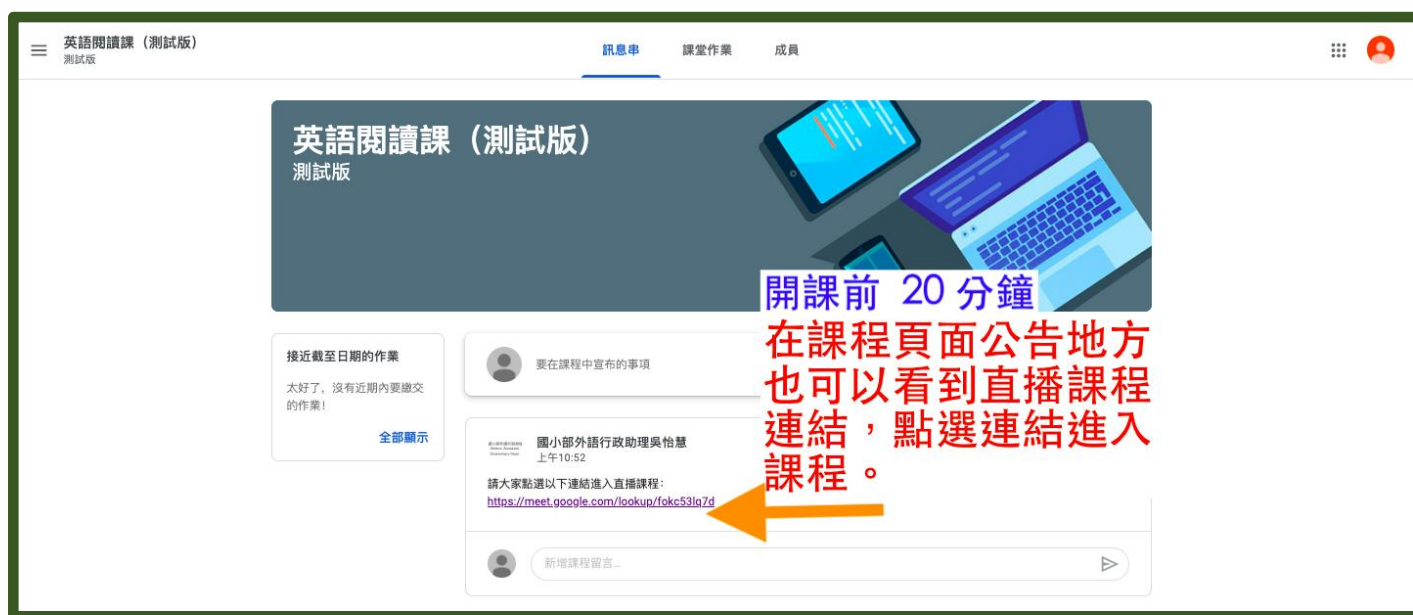 英語閱讀課（測試版）
測試版
訊息串 課堂作業 成員
英語閱讀課（測試版）
測試版
開課前 20 分鐘
在課程頁面公告地方
也可以看到直播課程
連結，點選連結進入
課程。
接近截至日期的作業
太好了，沒有近期內要繳交
的作業！
全部顯示
要在課程中宣布的事項
國小部外語行政助理吳怡慧
上午10:52
請大家點選以下連結進入直播課程：
https://meet.google.com/lookup/fokc53lq7d
新增課程留言…